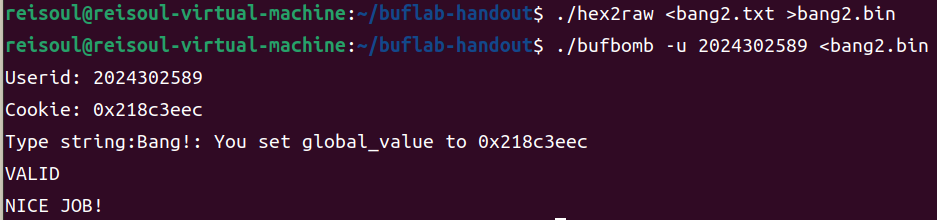 reisoul@reisoul-virtual-machine:~/buflab-handout$ ./hex2raw <bang2.txt >bang2.bin
reisoul@reisoul-virtual-machine:~/buflab-handout$ ./bufbomb -u 2024302589 <bang2.bin
Userid: 2024302589
Cookie: 0x218c3eec
Type string:Bang!: You set global_value to 0x218c3eec
VALID
NICE JOB!